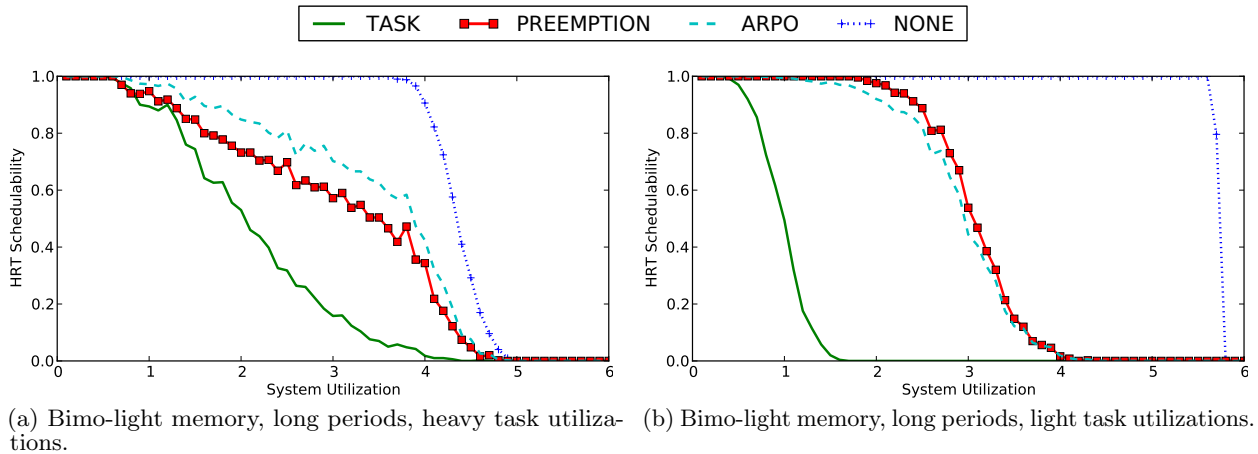 TASK PREEMPTION ARPO NONE
HRT Schedulability
1.0
0.8
0.6
0.4
0.2
0.0
0 1 2 3 4 5 6
System Utilization
(a) Bimo-light memory, long periods, heavy task utiliza-
tions.
HRT Schedulability
1.0
0.8
0.6
0.4
0.2
0.0
0 1 2 3 4 5 6
System Utilization
(b) Bimo-light memory, long periods, light task utilizations.